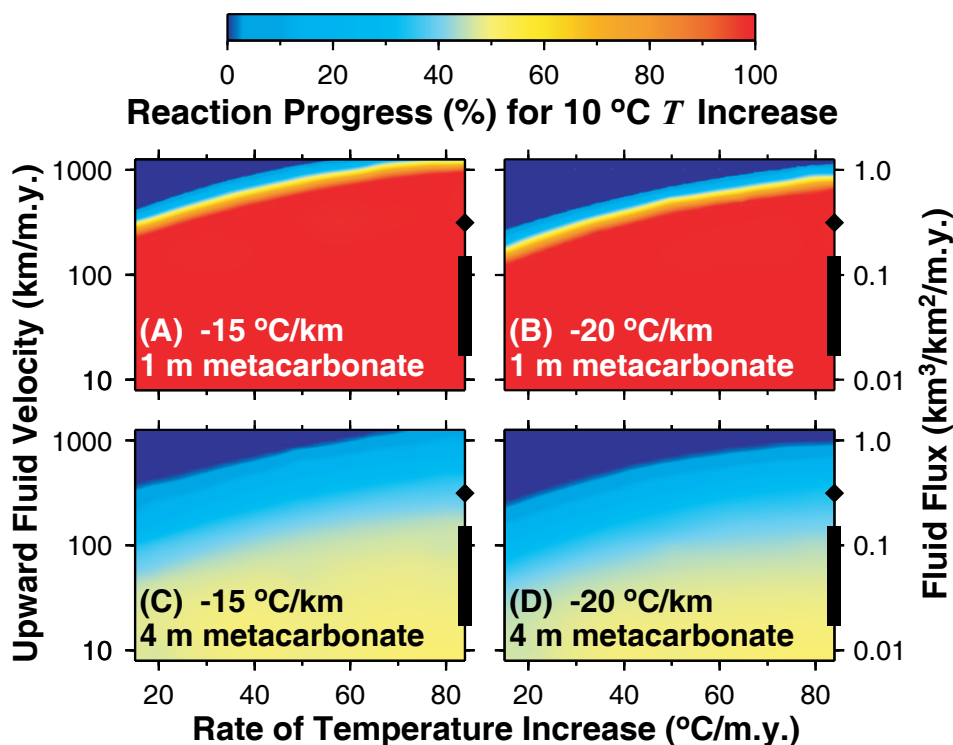 0 20 40 60 80 100
Reaction Progress (%) for 10 ºC T Increase
Upward Fluid Velocity (km/m.y.)
1000
100
10
(A) -15 ºC/km
1 m metacarbonate
(B) -20 ºC/km
1 m metacarbonate
1.0
0.1
0.01
1000
100
10
(C) -15 ºC/km
4 m metacarbonate
(D) -20 ºC/km
4 m metacarbonate
1.0
0.1
0.01
Fluid Flux (km³/km²/m.y.)
20 40 60 80 20 40 60 80
Rate of Temperature Increase (ºC/m.y.)